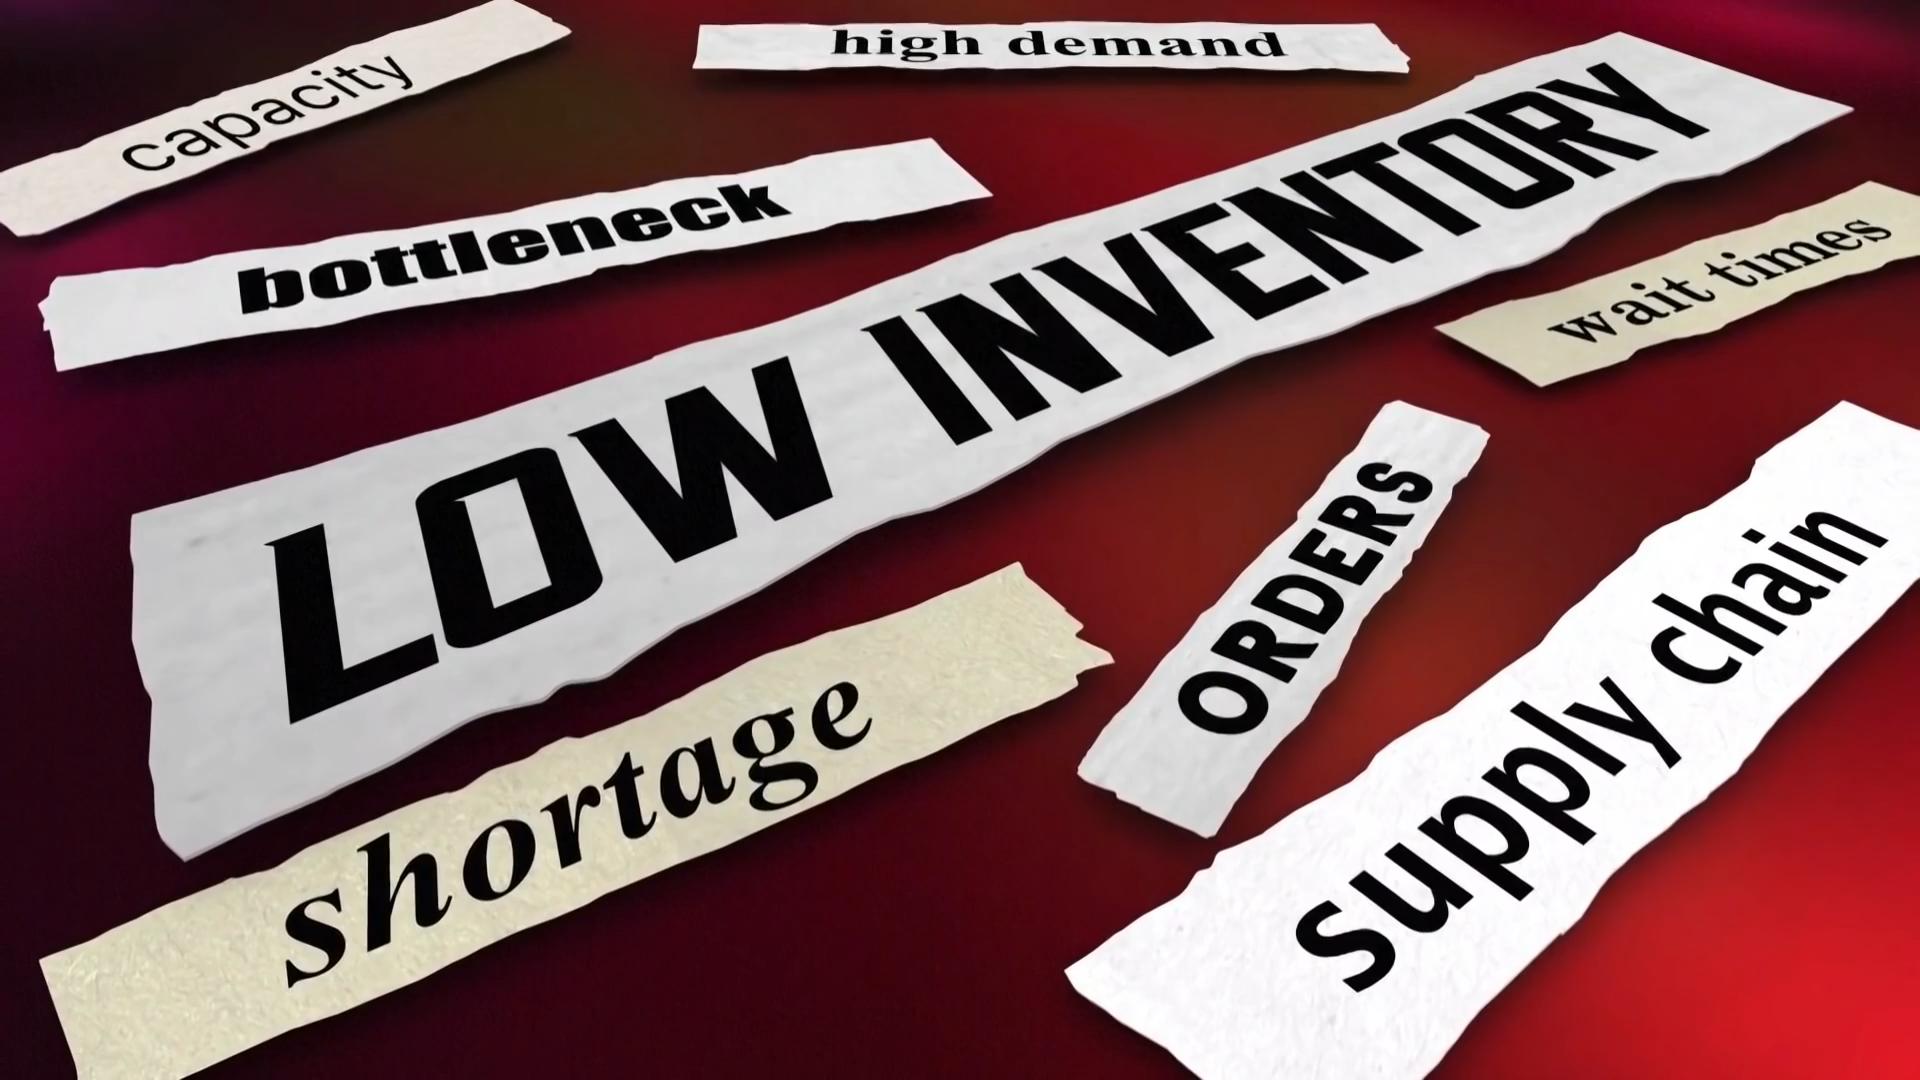 capacity
high demand
bottleneck
LOW INVENTORY
wait times
ORDERS
supply chain
shortage